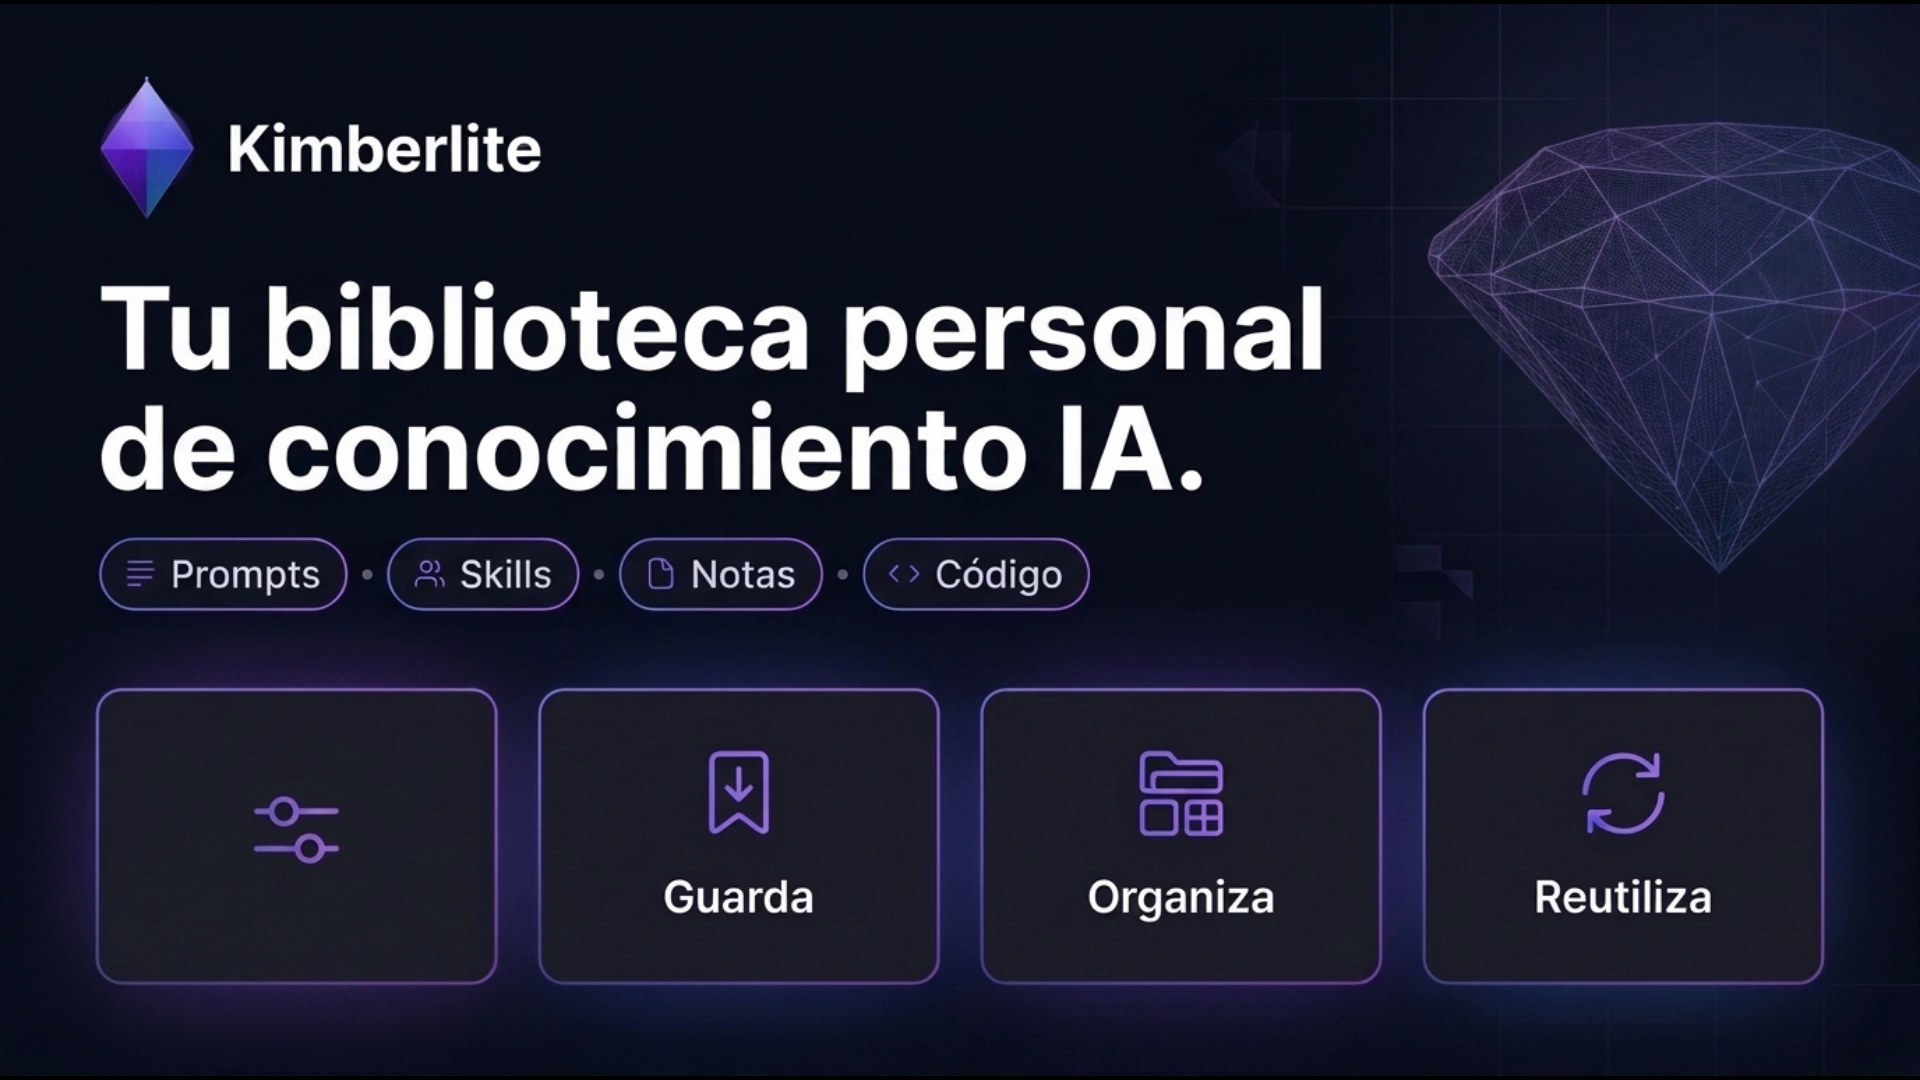 Kimberlite
Tu biblioteca personal
de conocimiento IA.
Prompts • Skills • Notas • Código
Guarda
Organiza
Reutiliza